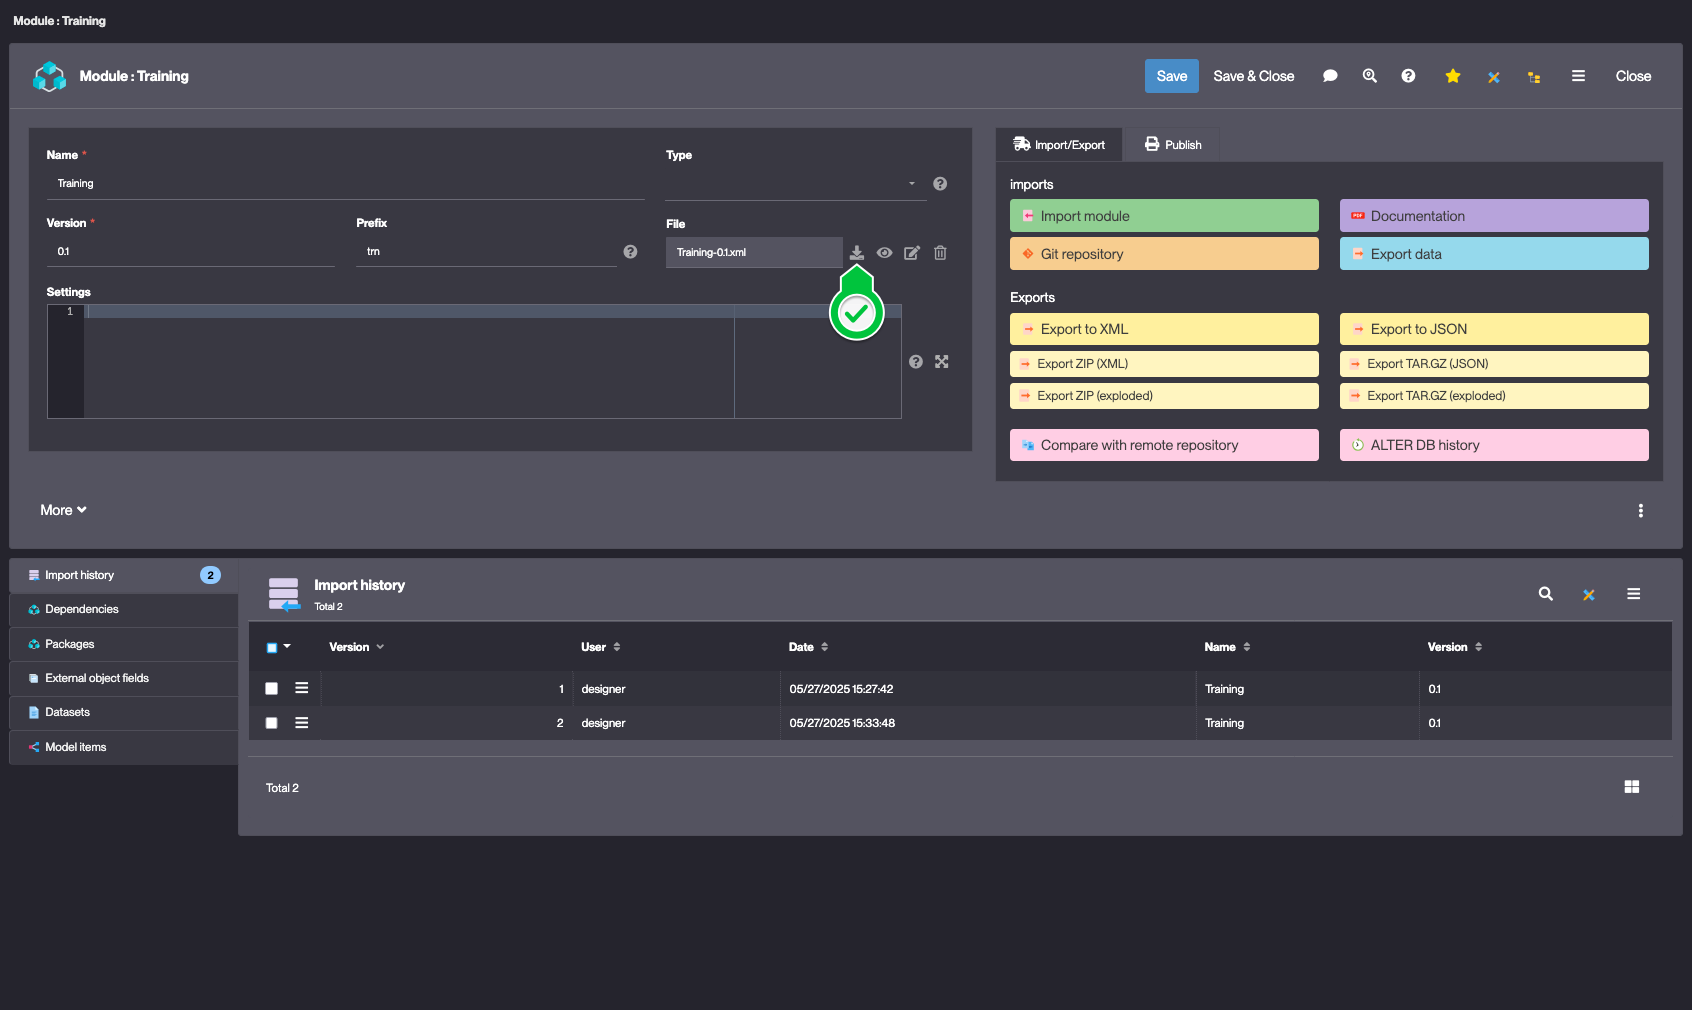 Module : Training
Module : Training
Save
Save & Close
Close
Name *
Training
Type
Version *
0.1
Prefix
trn
File
Training-0.1.xml
Settings
1
Import/Export
Publish
imports
Import module
Documentation
Git repository
Export data
Exports
Export to XML
Export to JSON
Export ZIP (XML)
Export TAR.GZ (JSON)
Export ZIP (exploded)
Export TAR.GZ (exploded)
Compare with remote repository
ALTER DB history
More
Import history 2
Dependencies
Packages
External object fields
Datasets
Model items
Import history
Total 2
Version User Date Name Version
1 designer 05/27/2025 15:27:42 Training 0.1
2 designer 05/27/2025 15:33:48 Training 0.1
Total 2